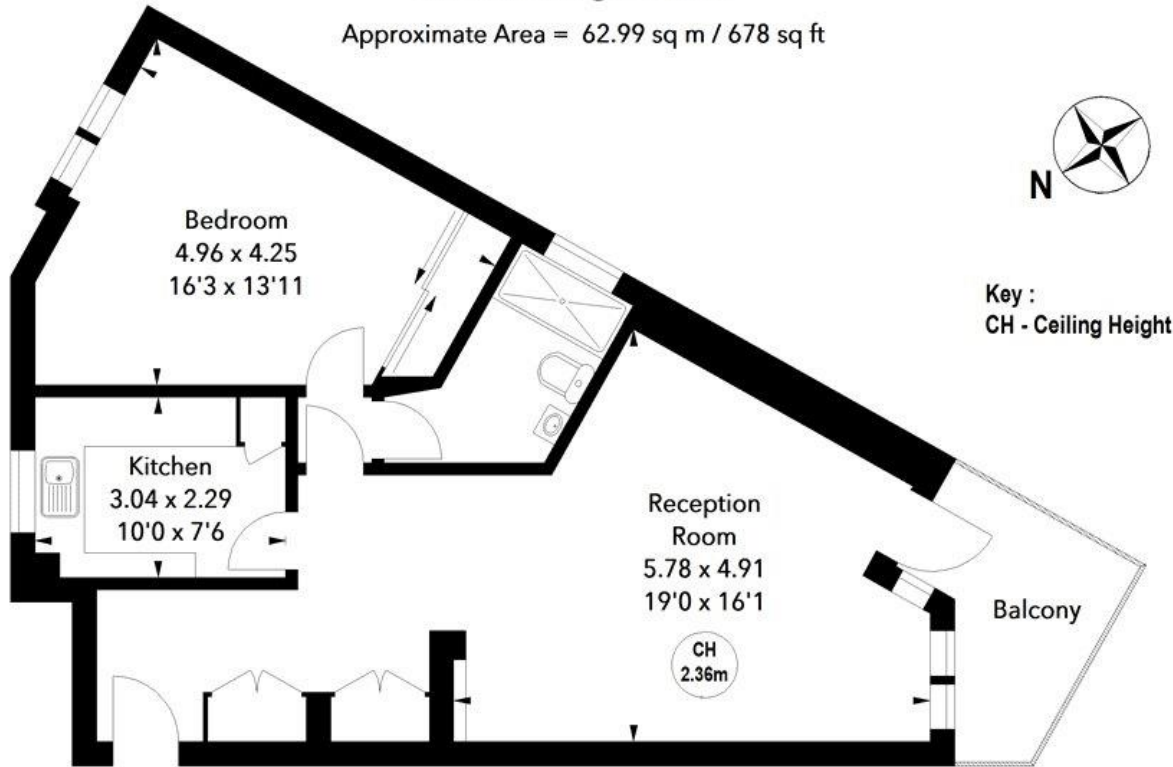 Approximate Area = 62.99 sq m / 678 sq ft
N
Key :
CH - Ceiling Height
Bedroom
4.96 x 4.25
16'3 x 13'11
Kitchen
3.04 x 2.29
10'0 x 7'6
Reception
Room
5.78 x 4.91
19'0 x 16'1
CH
2.36m
Balcony